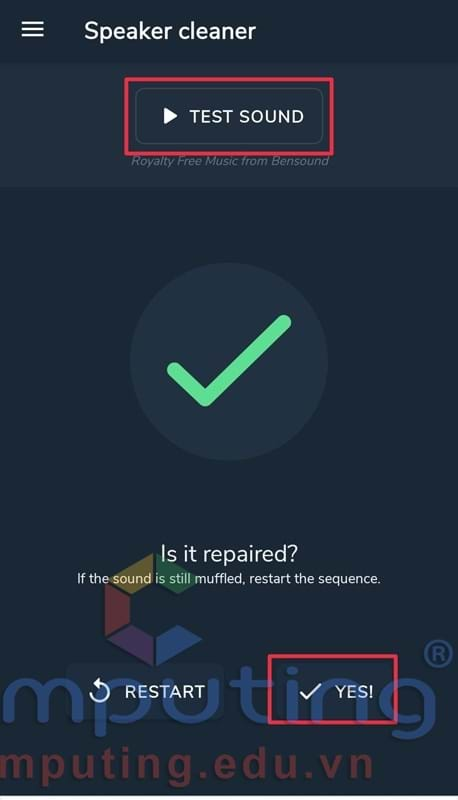 Speaker cleaner
TEST SOUND
Royalty Free Music from Bensound
Is it repaired?
If the sound is still muffled, restart the sequence.
RESTART
YES!
mputing®
mputing.edu.vn